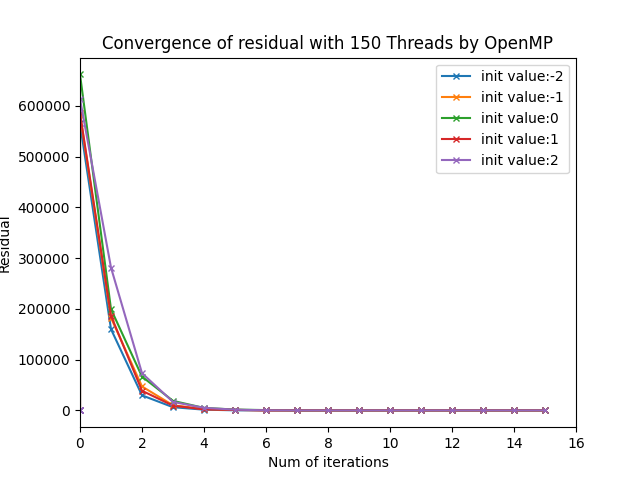 Convergence of residual with 150 Threads by OpenMP
init value:-2
init value:-1
init value:0
init value:1
init value:2
600000
500000
400000
300000
200000
100000
0
Residual
0 2 4 6 8 10 12 14 16
Num of iterations